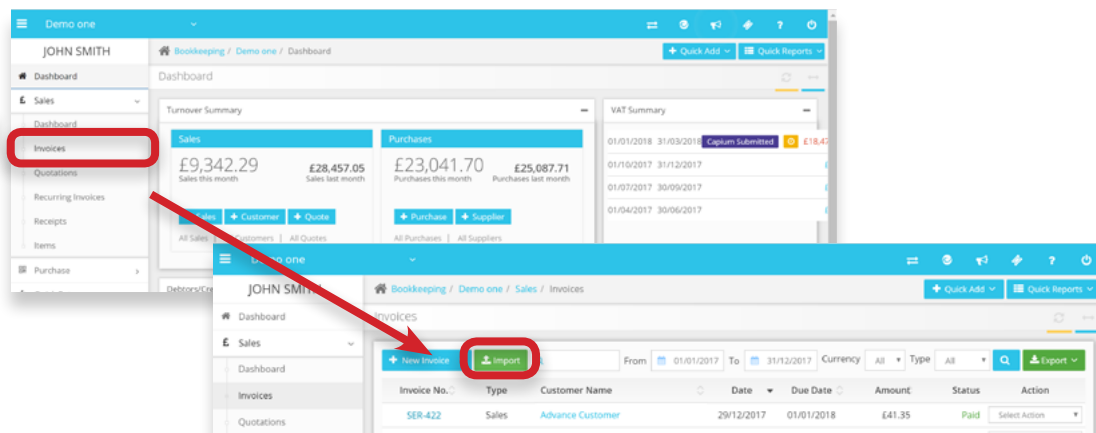 Demo one
JOHN SMITH
Bookkeeping / Demo one / Dashboard
+ Quick Add
Quick Reports
Dashboard
£ Sales
Dashboard
Invoices
Quotations
Recurring Invoices
Receipts
Items
Purchase
Dashboard
Turnover Summary
Sales
£9,342.29
Sales this month
£28,457.05
Sales last month
+ Customer
+ Quote
All Sales
All Quotes
Purchases
£23,041.70
Purchases this month
£25,087.71
Purchases last month
+ Purchase
+ Supplier
All Purchases | All Suppliers
VAT Summary
01/01/2018 31/03/2018 Capium Submitted
01/10/2017 31/12/2017
01/07/2017 30/09/2017
01/04/2017 30/06/2017
one
JOHN
Bookkeeping / Demo one / Sales / Invoices
+ Quick Add
Quick Reports
Dashboard
£ Sales
Dashboard
Invoices
Quotations
Invoices
+ New Invoice
Import
From 01/01/2017 To 31/12/2017 Currency All Type All
Export
Invoice No. Type Customer Name Date Due Date Amount Status Action
SER-422 Sales Advance Customer 29/12/2017 01/01/2018 £41.35 Paid Select Action